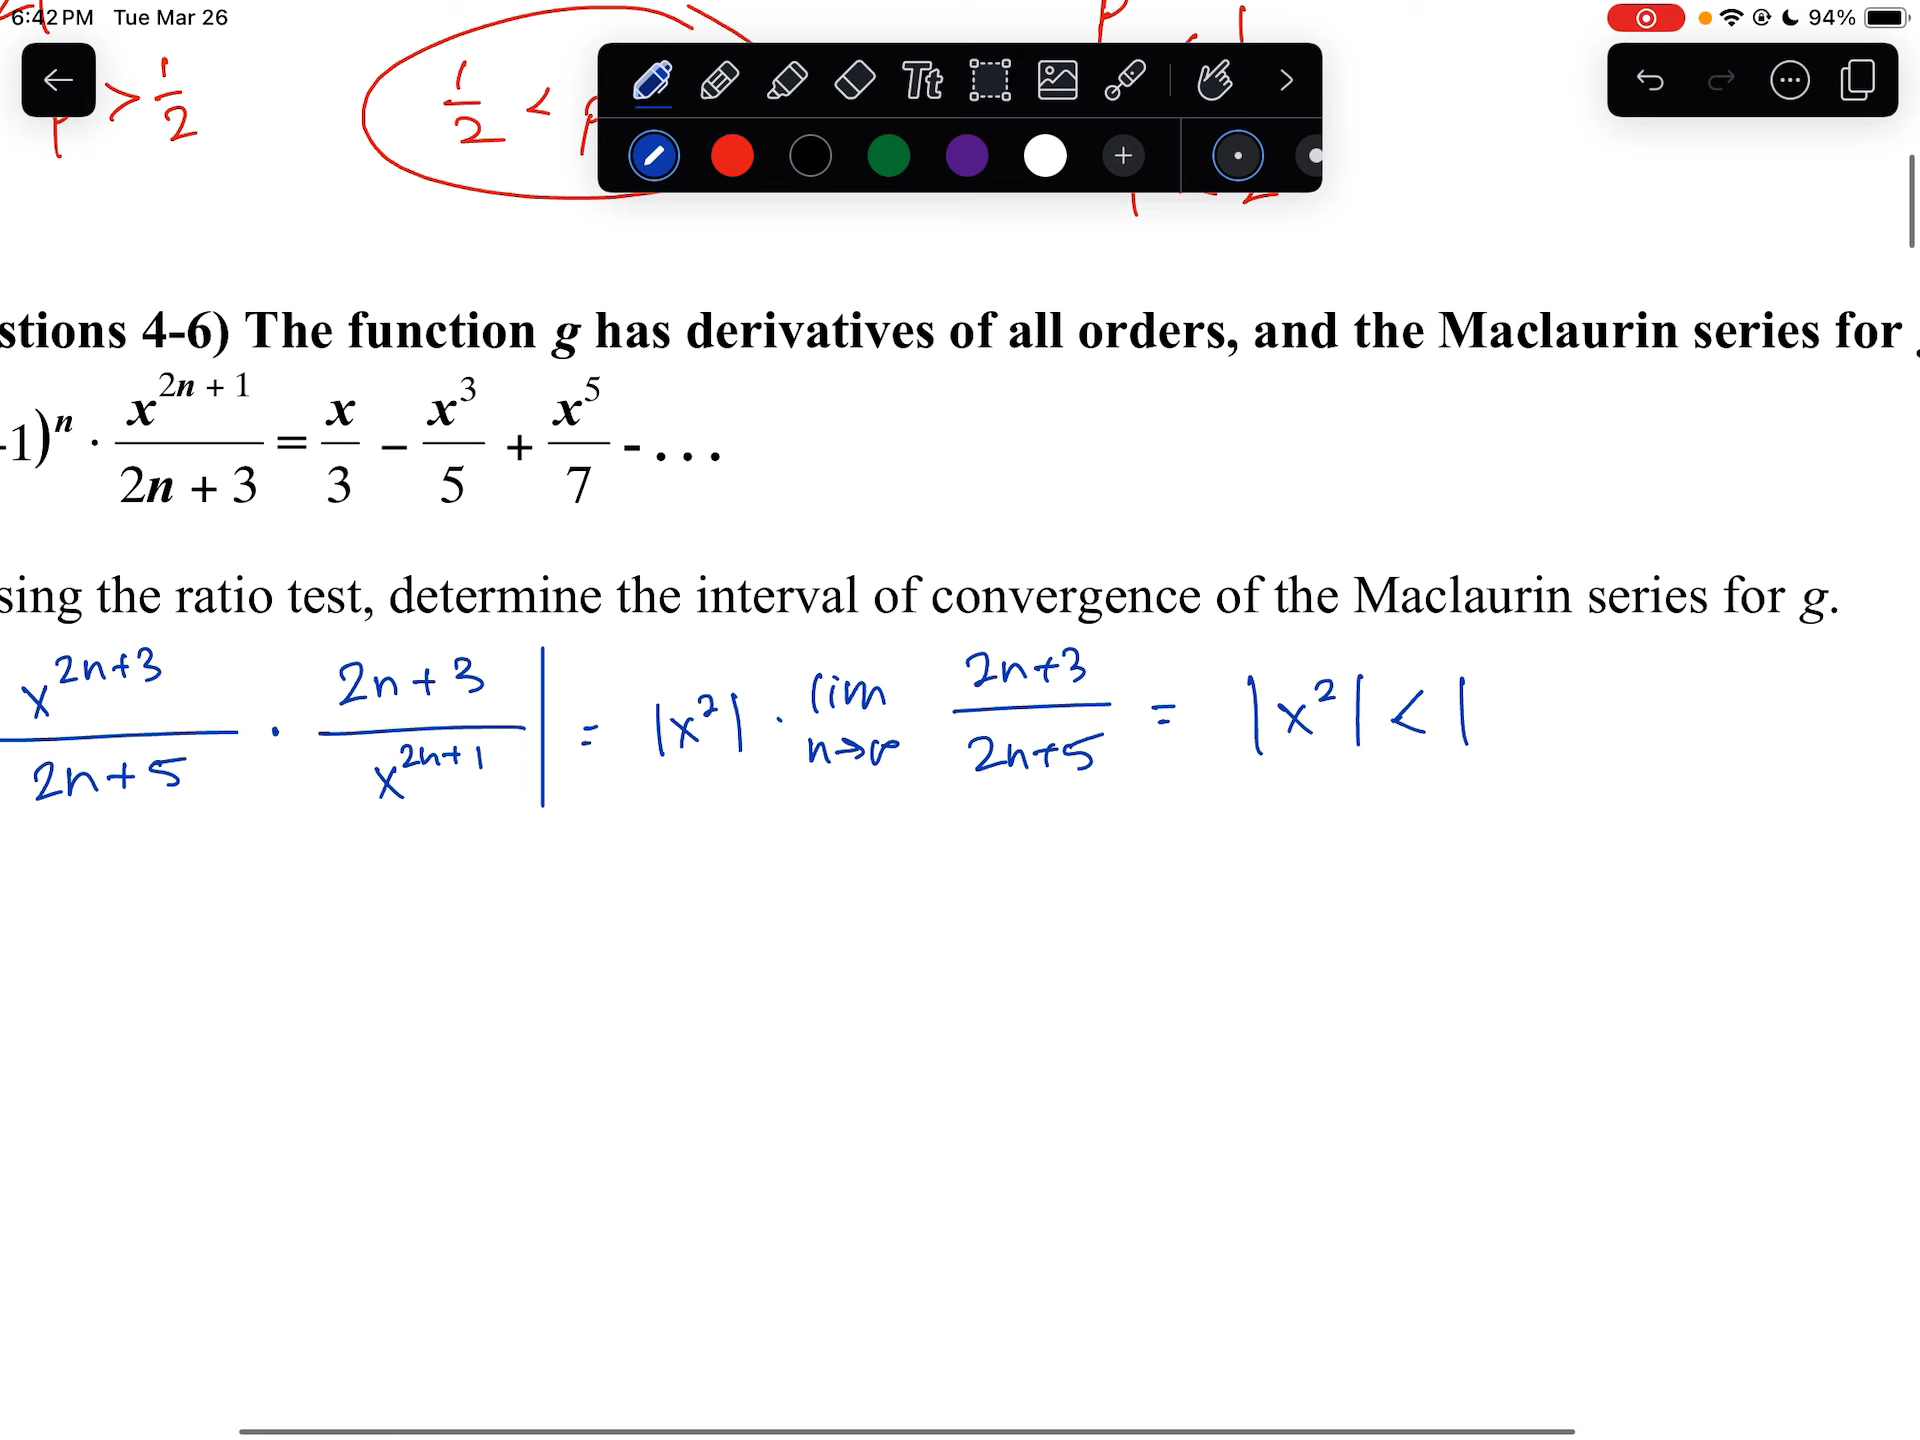 6:42 PM Tue Mar 26
94%
p > 1/2
1/2 < p
Tt
stions 4-6) The function g has derivatives of all orders, and the Maclaurin series for
-1)^n · x^(2n + 1)/(2n + 3) = x/3 − x^3/5 + x^5/7 - ...
sing the ratio test, determine the interval of convergence of the Maclaurin series for g.
x^(2n+3)/(2n+5) · (2n+3)/x^(2n+1) | = |x^2| · lim n→∞ (2n+3)/(2n+5) = |x^2| < 1